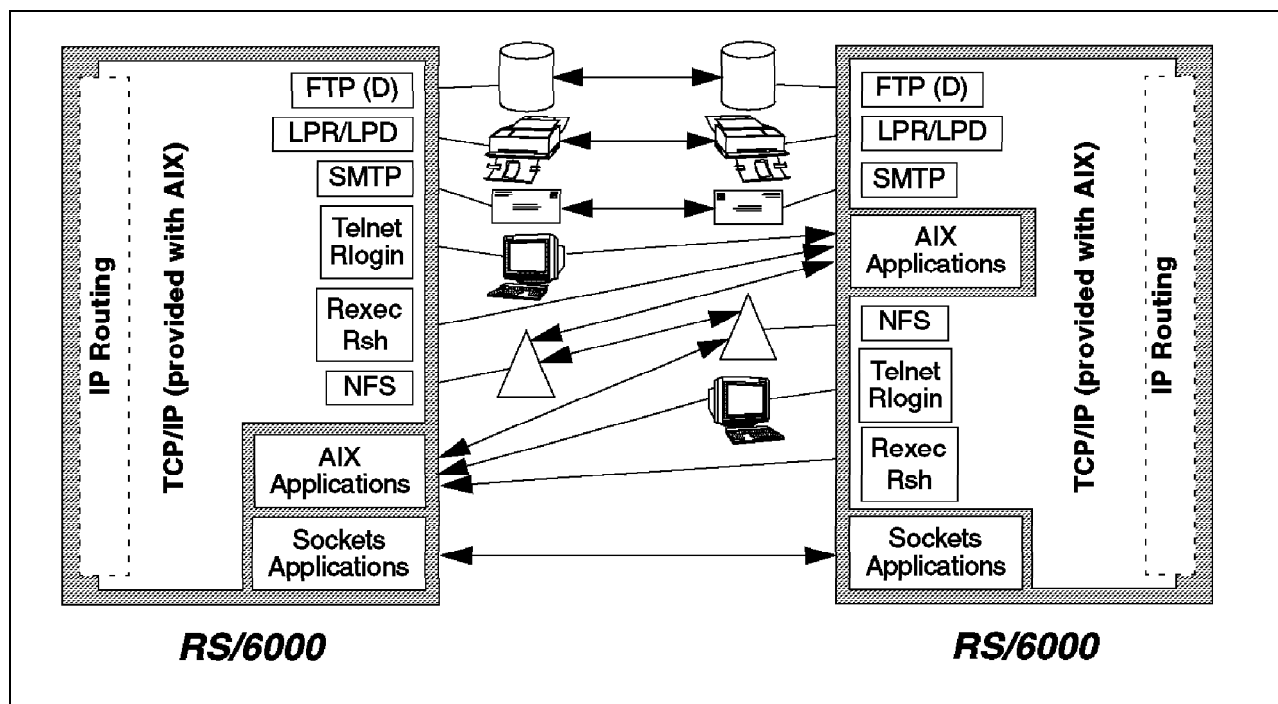 FTP (D)
LPR/LPD
SMTP
Telnet
Rlogin
Rexec
Rsh
NFS
AIX
Applications
Sockets
Applications
IP Routing
TCP/IP (provided with AIX)
RS/6000
FTP (D)
LPR/LPD
SMTP
AIX
Applications
NFS
Telnet
Rlogin
Rexec
Rsh
Sockets
Applications
TCP/IP (provided with AIX)
IP Routing
RS/6000